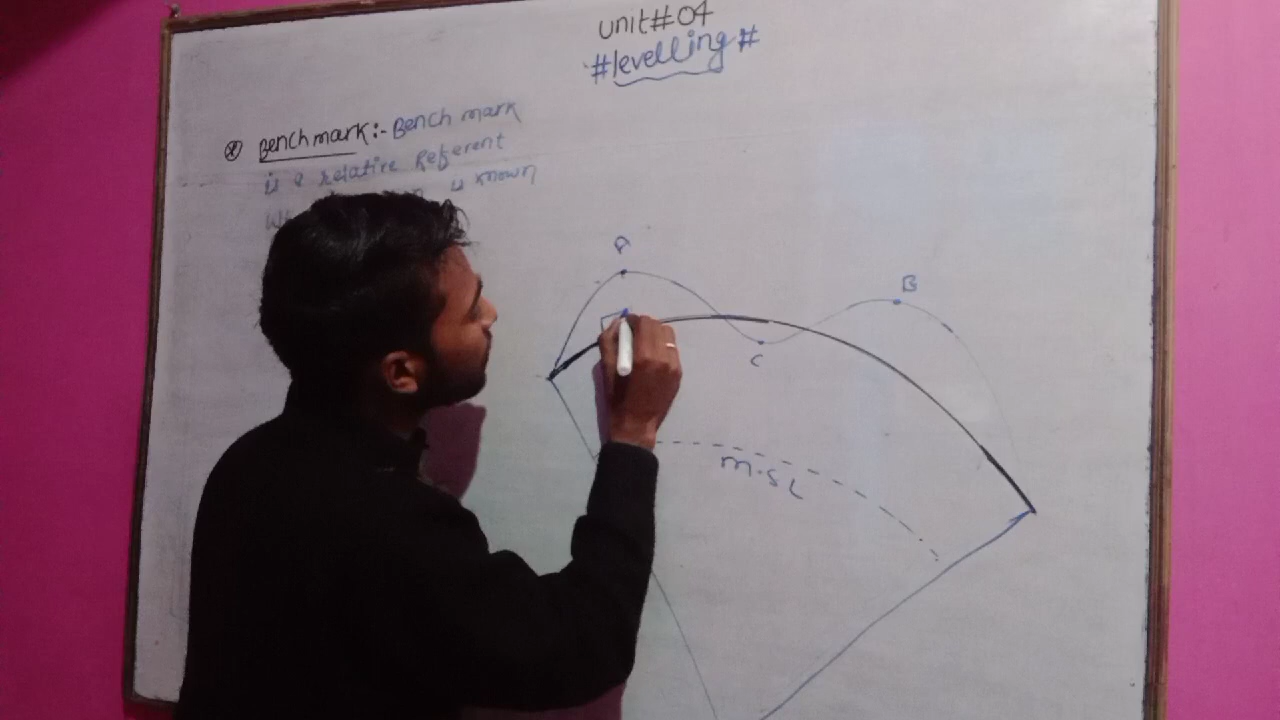 unit#04
#levelling#
Benchmark:- Bench mark
is a relative Referent
is known
A
B
C
m.s L